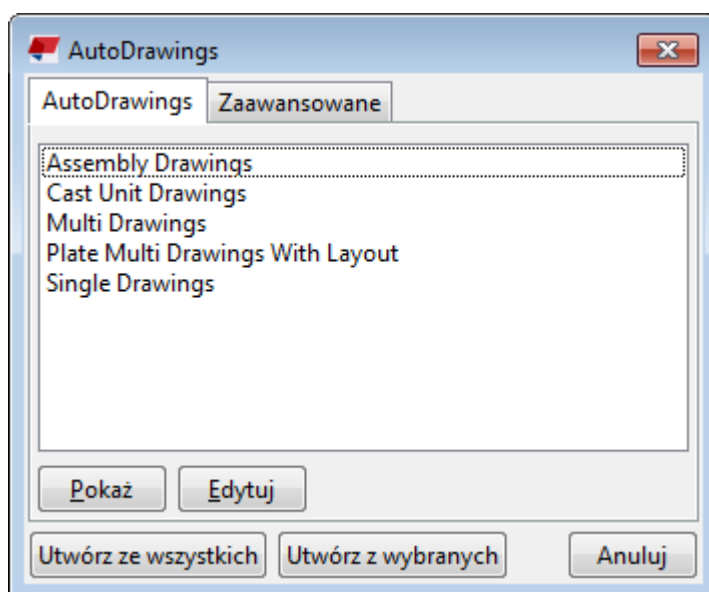 AutoDrawings
AutoDrawings Zaawansowane
Assembly Drawings
Cast Unit Drawings
Multi Drawings
Plate Multi Drawings With Layout
Single Drawings
Pokaż Edytuj
Utwórz ze wszystkich Utwórz z wybranych Anuluj